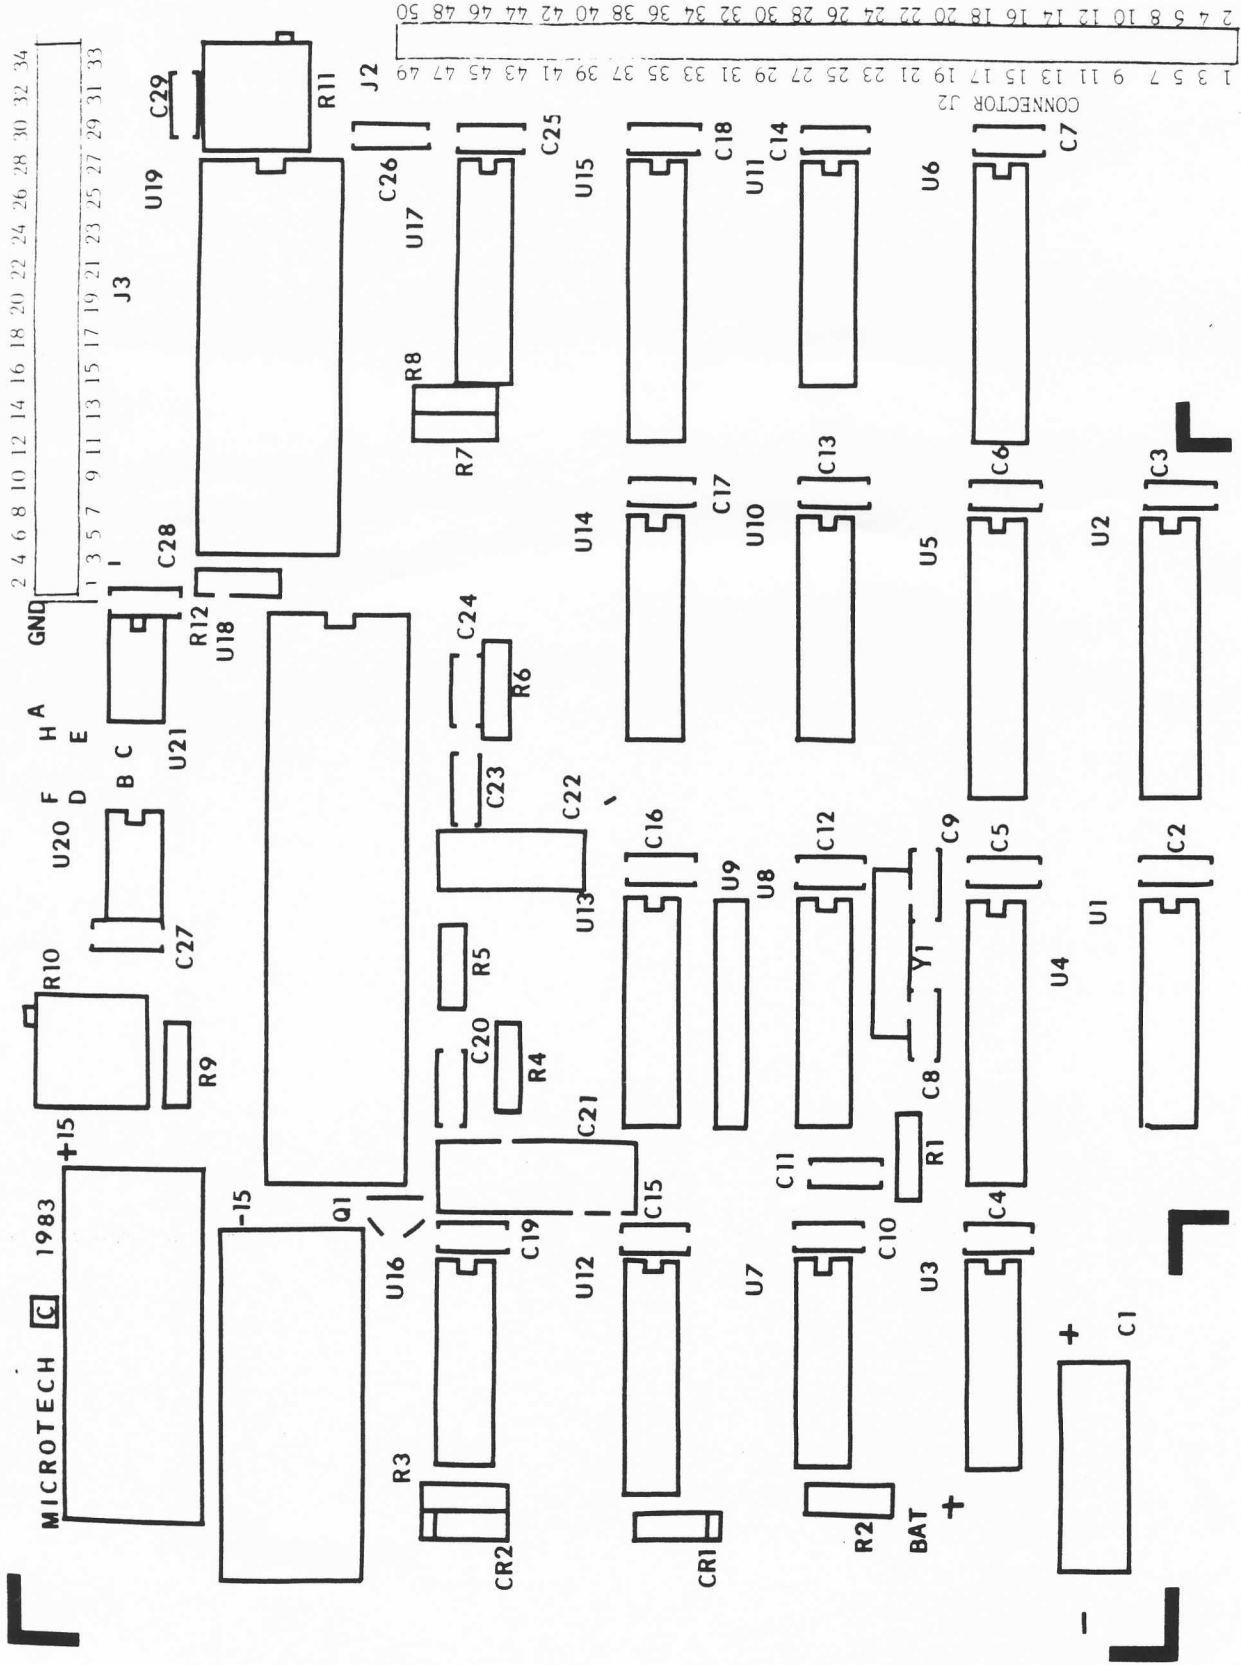 MICROTECH C 1983
+15
R10
U20
F
D
H
A
E
B C
GND
2 4 6 8 10 12 14 16 18 20 22 24 26 28 30 32 34
1 3 5 7 9 11 13 15 17 19 21 23 25 27 29 31 33
J3
C29
U19
R11
J2
C28
R12
U18
U21
C27
R9
-15
Q1
U16
C19
R3
CR2
C20
R4
R5
C21
C22
C23
C24
R6
R7
R8
U17
C26
C25
U12
C15
CR1
U13
C16
U9
U8
U14
C17
U15
C18
U7
C10
C11
R2
BAT
+
R1
C8
Y1
C9
C12
U10
C13
U11
C14
U3
C4
U4
C5
U5
C6
U6
C7
+
C1
-
U1
C2
U2
C3
CONNECTOR J2
1 3 5 7 9 11 13 15 17 19 21 23 25 27 29 31 33 35 37 39 41 43 45 47 49
2 4 5 8 10 12 14 16 18 20 22 24 26 28 30 32 34 36 38 40 42 44 46 48 50